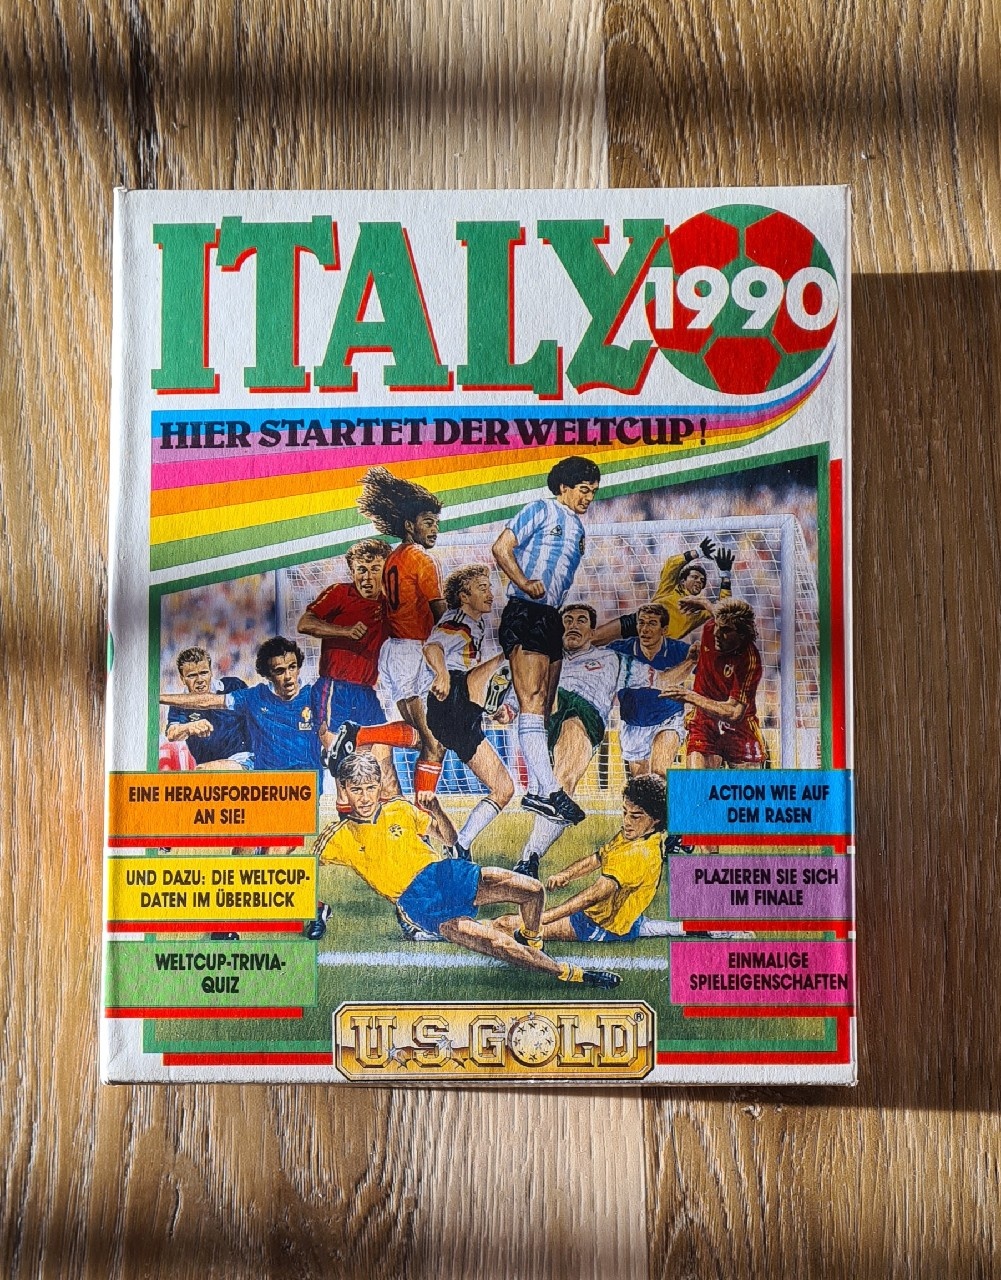 ITALY
1990
HIER STARTET DER WELTCUP!
EINE HERAUSFORDERUNG
AN SIE!
UND DAZU: DIE WELTCUP-
DATEN IM ÜBERBLICK
WELTCUP-TRIVIA-
QUIZ
ACTION WIE AUF
DEM RASEN
PLAZIEREN SIE SICH
IM FINALE
EINMALIGE
SPIELEIGENSCHAFTEN
U.S. GOLD®